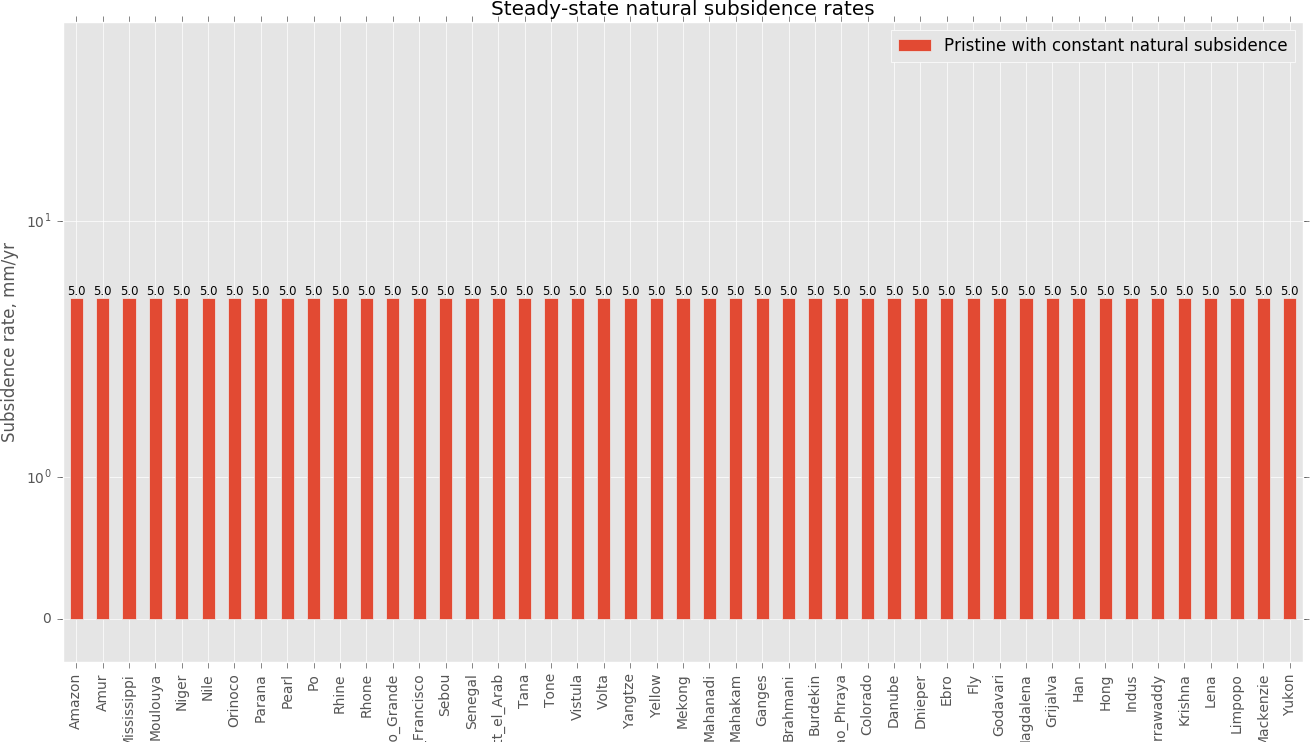 Steady-state natural subsidence rates
Pristine with constant natural subsidence
Subsidence rate, mm/yr
10^1
10^0
0
5.0 5.0 5.0 5.0 5.0 5.0 5.0 5.0 5.0 5.0 5.0 5.0 5.0 5.0 5.0 5.0 5.0 5.0 5.0 5.0 5.0 5.0 5.0 5.0 5.0 5.0 5.0 5.0 5.0 5.0 5.0 5.0 5.0 5.0 5.0 5.0 5.0 5.0 5.0 5.0 5.0 5.0 5.0 5.0 5.0 5.0 5.0
Amazon
Amur
Mississippi
Moulouya
Niger
Nile
Orinoco
Parana
Pearl
Po
Rhine
Rhone
o_Grande
Francisco
Sebou
Senegal
tt_el_Arab
Tana
Tone
Vistula
Volta
Yangtze
Yellow
Mekong
Mahanadi
Mahakam
Ganges
Brahmani
Burdekin
ao_Phraya
Colorado
Danube
Dnieper
Ebro
Fly
Godavari
Magdalena
Grijalva
Han
Hong
Indus
rrawaddy
Krishna
Lena
Limpopo
Mackenzie
Yukon